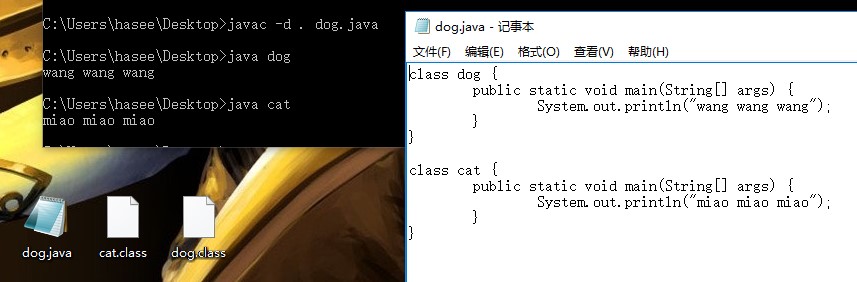 C:\Users\hasee\Desktop>javac -d . dog.java
C:\Users\hasee\Desktop>java dog
wang wang wang
C:\Users\hasee\Desktop>java cat
miao miao miao
dog.java
cat.class
dog.class
dog.java - 记事本
文件(F) 编辑(E) 格式(O) 查看(V) 帮助(H)
class dog {
public static void main(String[] args) {
System.out.println("wang wang wang");
}
}
class cat {
public static void main(String[] args) {
System.out.println("miao miao miao");
}
}